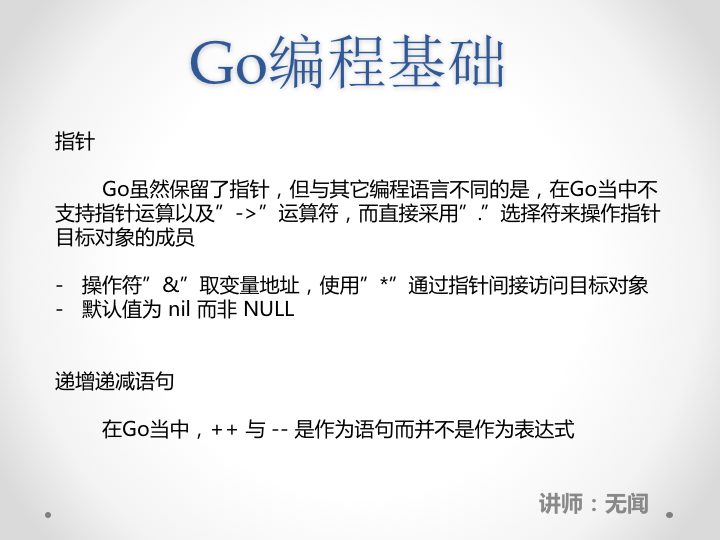 Go编程基础
指针
Go虽然保留了指针，但与其它编程语言不同的是，在Go当中不
支持指针运算以及”->”运算符，而直接采用”.”选择符来操作指针
目标对象的成员
- 操作符”&”取变量地址，使用”*”通过指针间接访问目标对象
- 默认值为 nil 而非 NULL
递增递减语句
在Go当中，++ 与 -- 是作为语句而并不是作为表达式
讲师：无闻